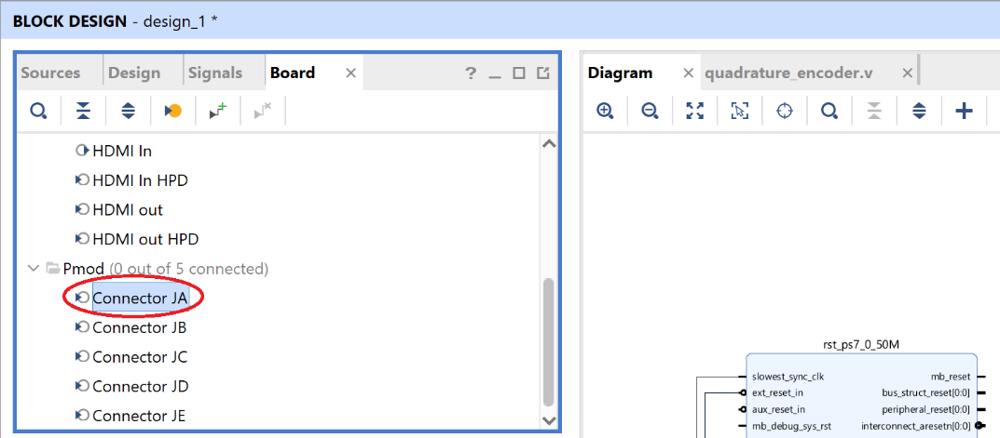 BLOCK DESIGN - design_1 *
Sources Design Signals Board × ? _
Diagram × quadrature_encoder.v ×
HDMI In
HDMI In HPD
HDMI out
HDMI out HPD
Pmod (0 out of 5 connected)
Connector JA
Connector JB
Connector JC
Connector JD
Connector JE
rst_ps7_0_50M
slowest_sync_clk mb_reset
ext_reset_in bus_struct_reset[0:0]
aux_reset_in peripheral_reset[0:0]
mb_debug_sys_rst interconnect_aresetn[0:0]